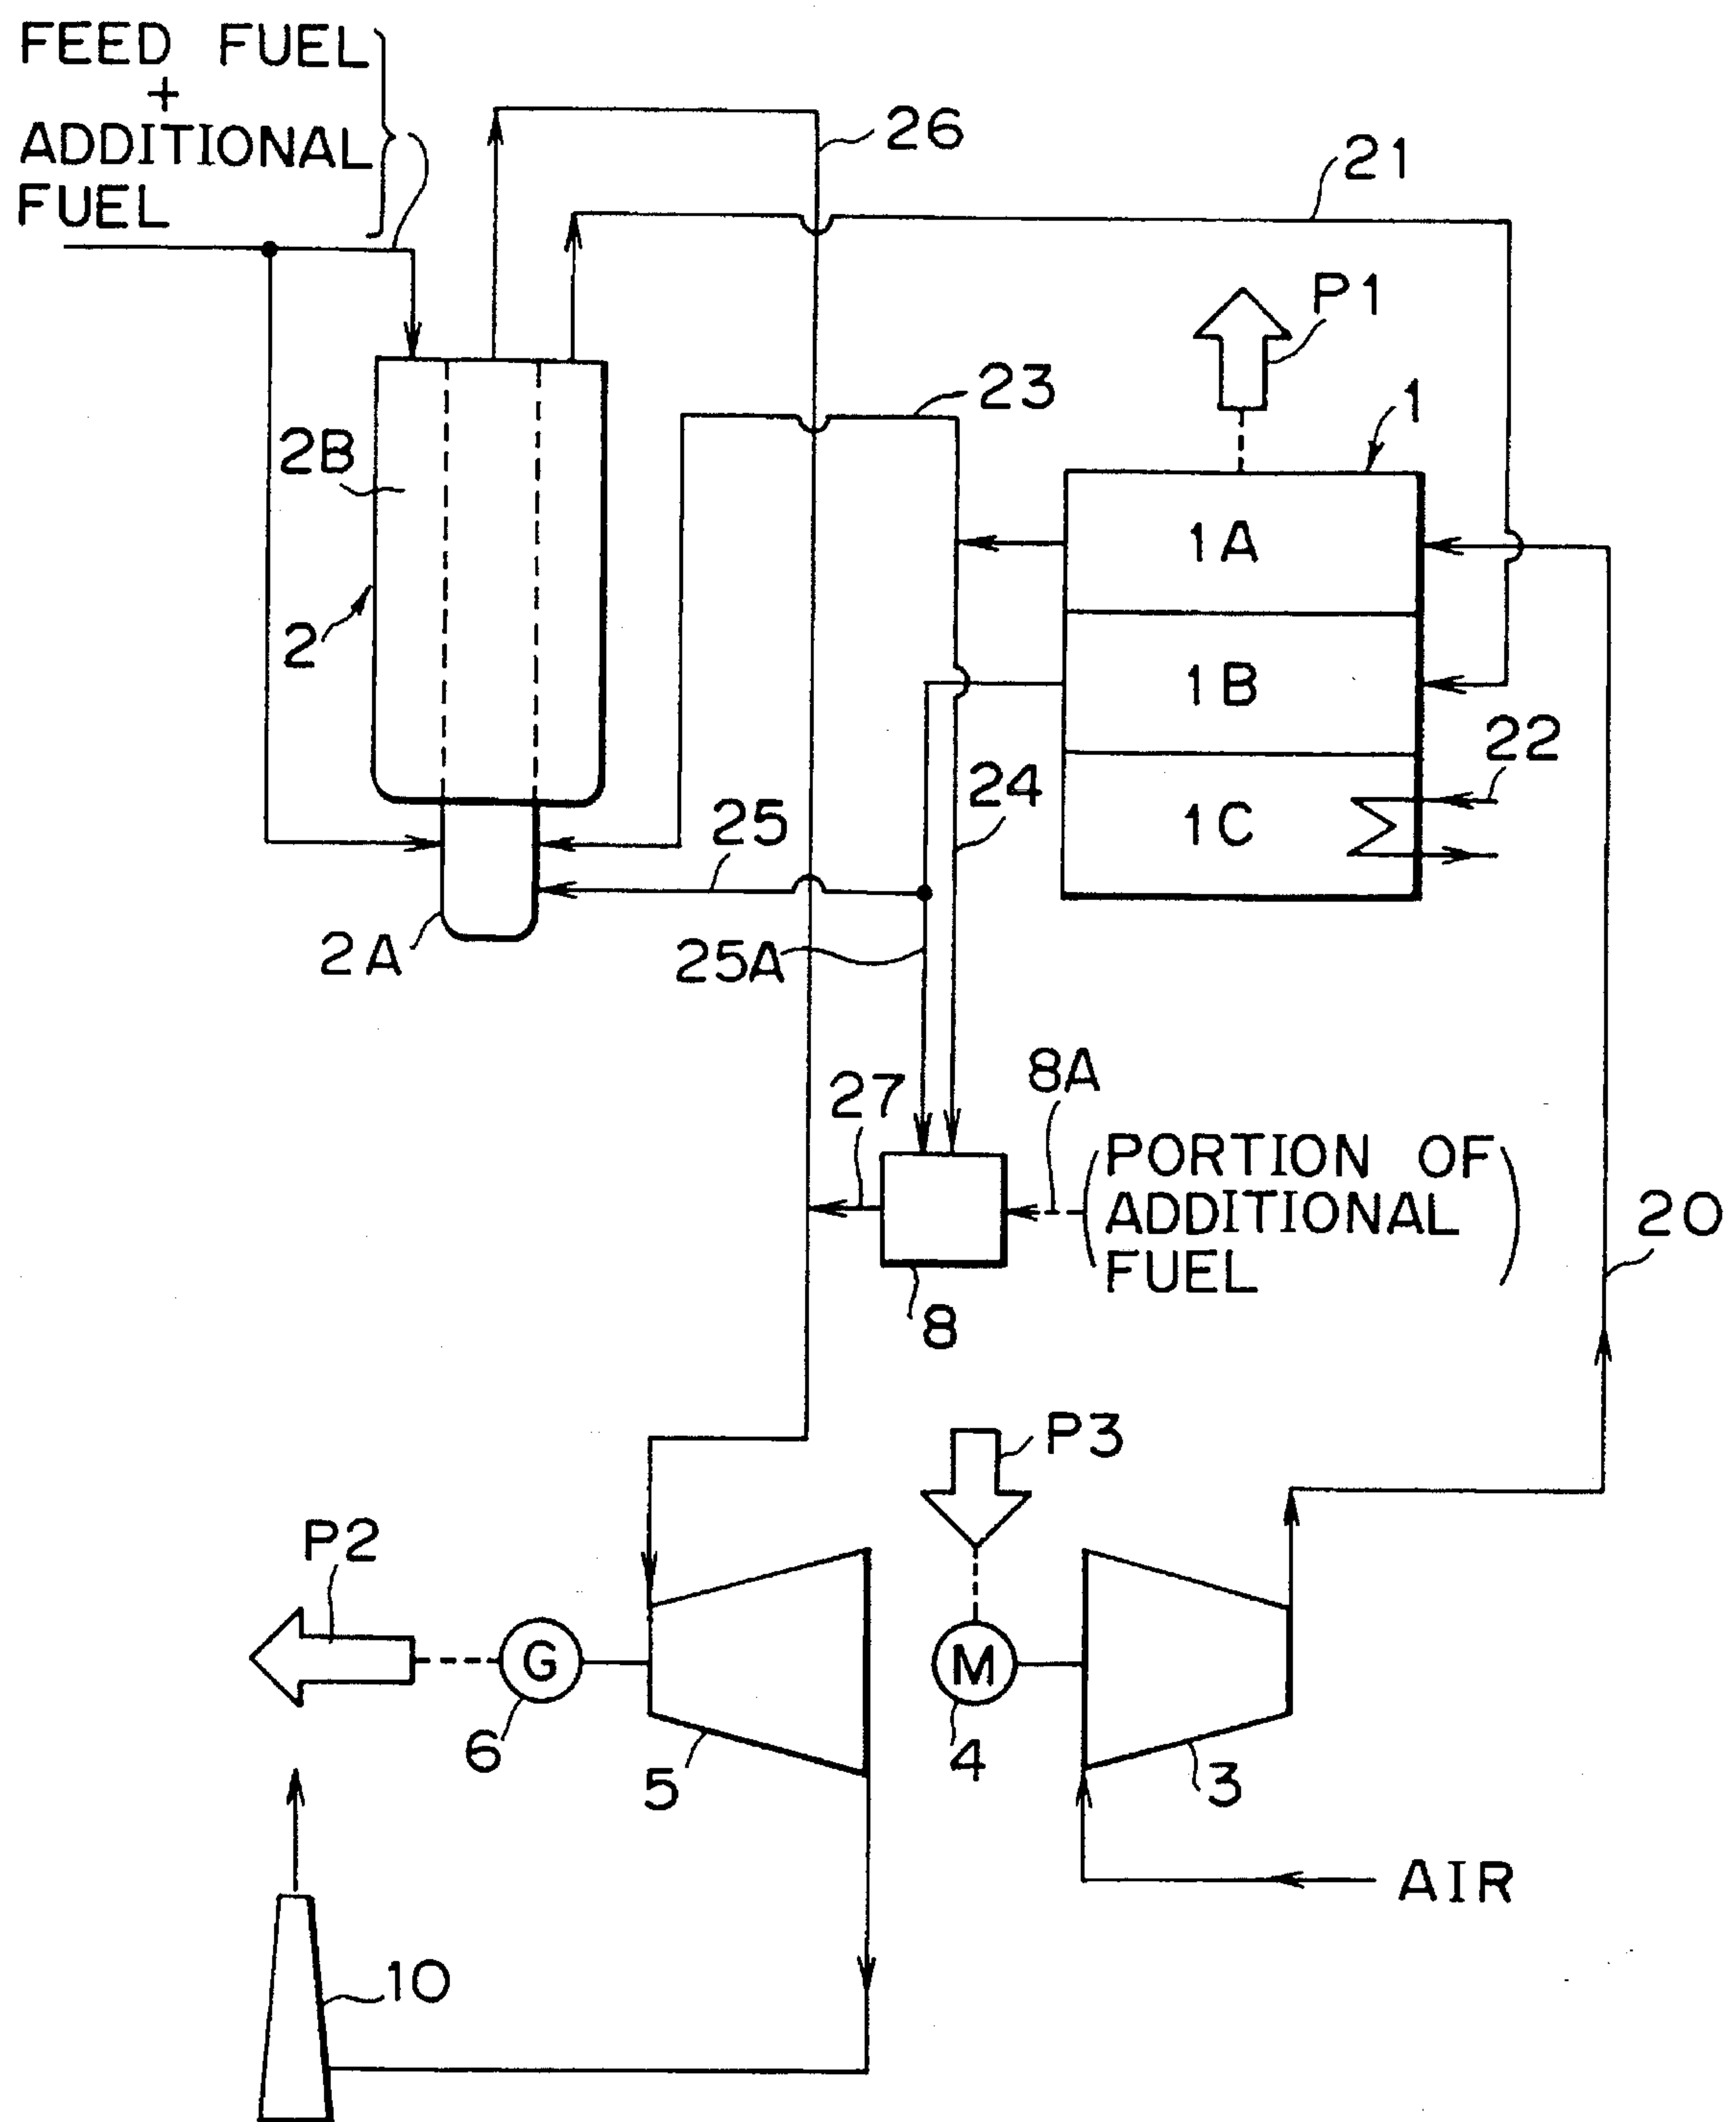 FEED FUEL
+
ADDITIONAL
FUEL
26
21
P1
23
1
2B
1A
2
1B
22
24
1C
25
2A
25A
8A
27
(PORTION OF
ADDITIONAL
FUEL)
20
8
P3
P2
G
M
6
4
5
3
AIR
10